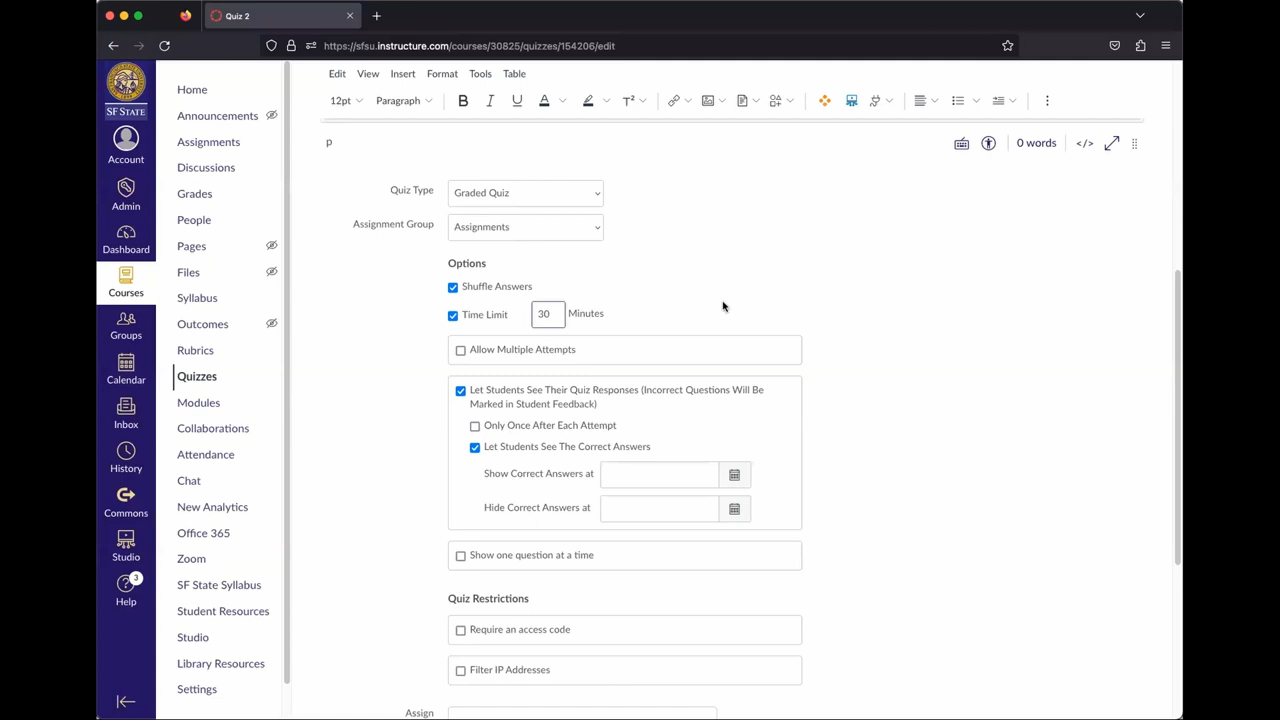 Quiz 2
https://sfsu.instructure.com/courses/30825/quizzes/154206/edit
SF STATE
Account
Admin
Dashboard
Courses
Groups
Calendar
Inbox
History
Commons
Studio
3
Help
Home
Announcements
Assignments
Discussions
Grades
People
Pages
Files
Syllabus
Outcomes
Rubrics
Quizzes
Modules
Collaborations
Attendance
Chat
New Analytics
Office 365
Zoom
SF State Syllabus
Student Resources
Studio
Library Resources
Settings
Edit View Insert Format Tools Table
12pt Paragraph B I U A T²
p 0 words </>
Quiz Type Graded Quiz
Assignment Group Assignments
Options
Shuffle Answers
Time Limit 30 Minutes
Allow Multiple Attempts
Let Students See Their Quiz Responses (Incorrect Questions Will Be
Marked in Student Feedback)
Only Once After Each Attempt
Let Students See The Correct Answers
Show Correct Answers at
Hide Correct Answers at
Show one question at a time
Quiz Restrictions
Require an access code
Filter IP Addresses
Assign